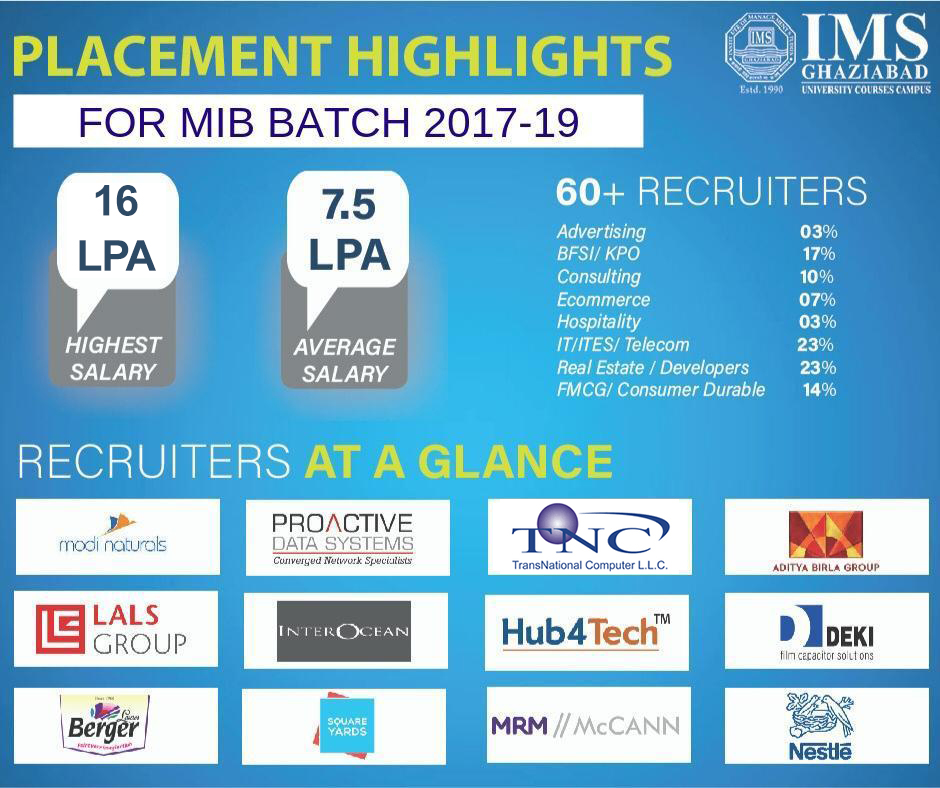 PLACEMENT HIGHLIGHTS
IMS
GHAZIABAD
UNIVERSITY COURSES CAMPUS
IMS
GHAZIABAD
Estd. 1990
FOR MIB BATCH 2017-19
16
LPA
HIGHEST
SALARY
7.5
LPA
AVERAGE
SALARY
60+ RECRUITERS
Advertising 03%
BFSI/ KPO 17%
Consulting 10%
Ecommerce 07%
Hospitality 03%
IT/ITES/ Telecom 23%
Real Estate / Developers 23%
FMCG/ Consumer Durable 14%
RECRUITERS AT A GLANCE
modi naturals
PROACTIVE
DATA SYSTEMS
Converged Network Specialists
TNC
TransNational Computer L.L.C.
ADITYA BIRLA GROUP
LALS
GROUP
INTEROCEAN
Hub4Tech™
DEKI
film capacitor solutions
Berger
SQUARE
YARDS
MRM // McCANN
Nestlé